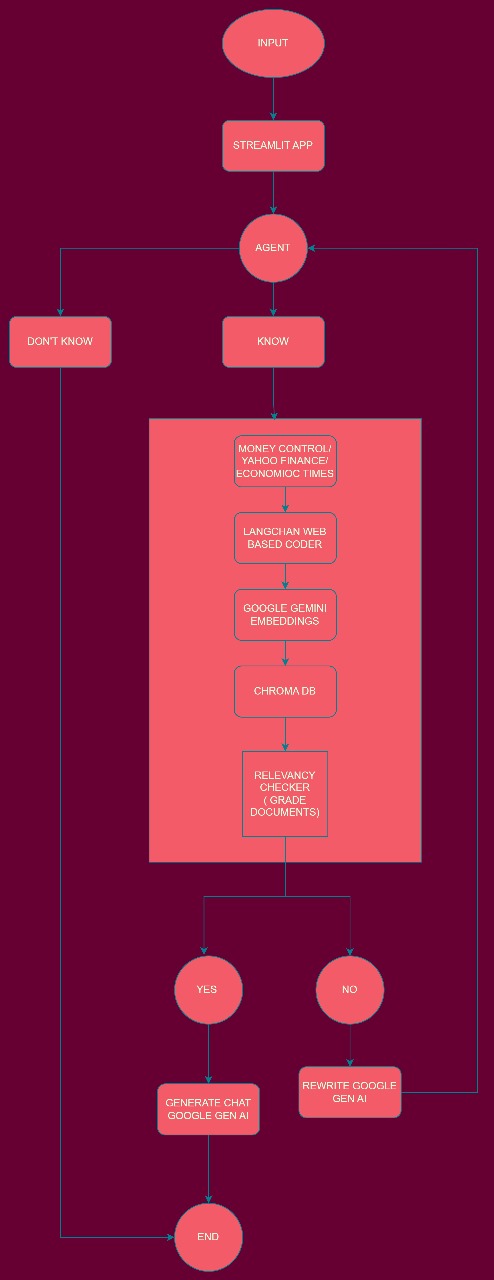 INPUT
STREAMLIT APP
AGENT
DON'T KNOW
KNOW
MONEY CONTROL/
YAHOO FINANCE/
ECONOMIOC TIMES
LANGCHAN WEB
BASED CODER
GOOGLE GEMINI
EMBEDDINGS
CHROMA DB
RELEVANCY
CHECKER
( GRADE
DOCUMENTS)
YES
NO
GENERATE CHAT
GOOGLE GEN AI
REWRITE GOOGLE
GEN AI
END